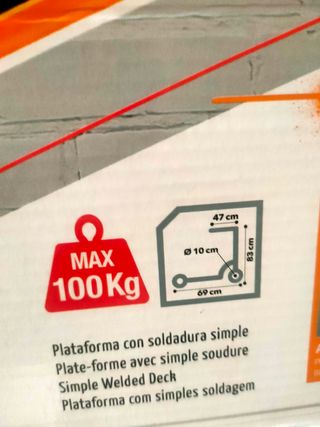 47 cm
Ø 10 cm
83 cm
69 cm
MAX
100Kg
Plataforma con soldadura simple
Plate-forme avec simple soudure
Simple Welded Deck
Plataforma com simples soldagem